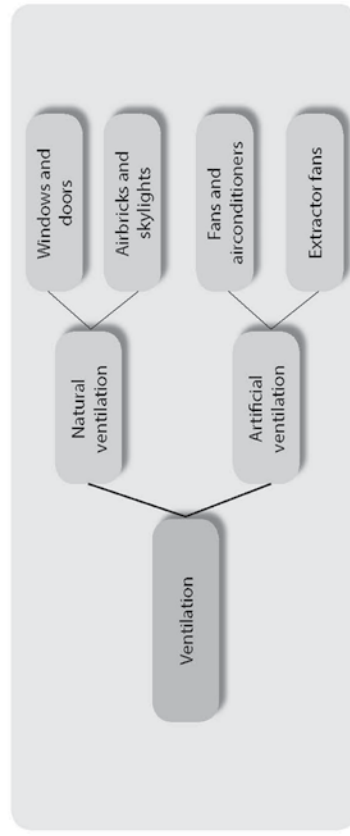 Ventilation
Natural
ventilation
Windows and
doors
Airbricks and
skylights
Artificial
ventilation
Fans and
airconditioners
Extractor fans